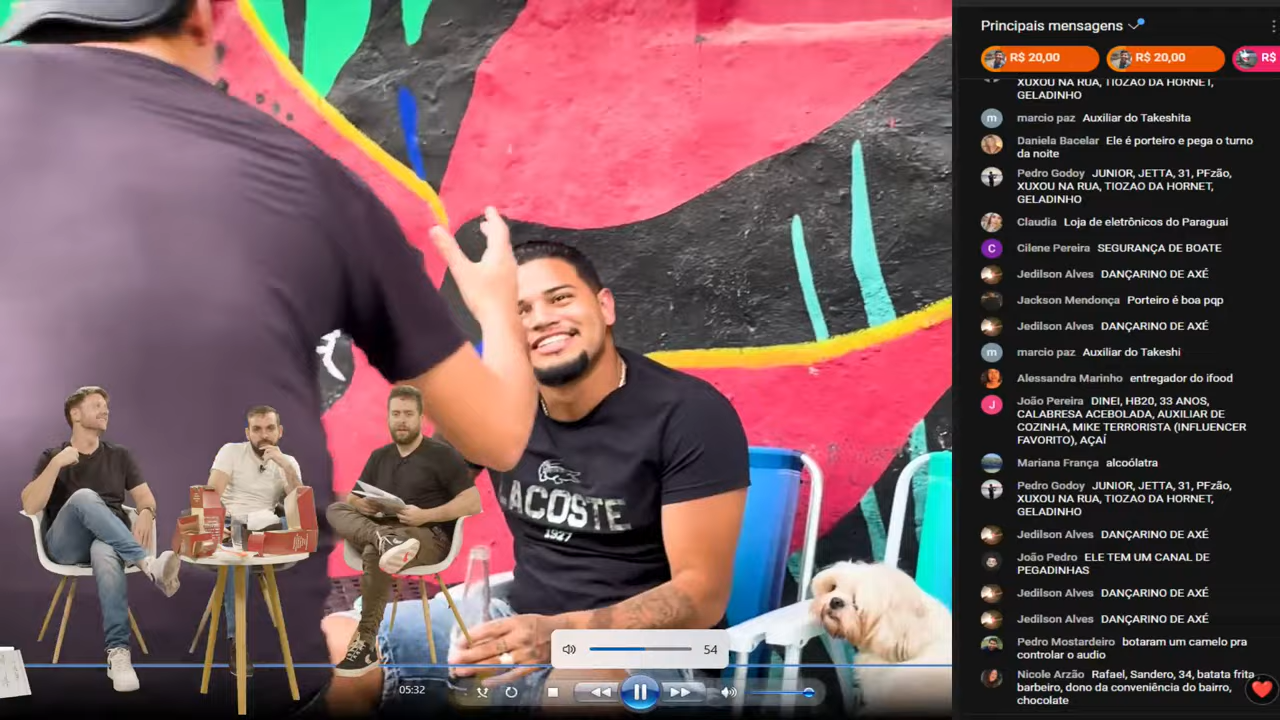 Principais mensagens
R$ 20,00
R$ 20,00
R$
XUXOU NA RUA, TIOZAO DA HORNET,
GELADINHO
m
marcio paz Auxiliar do Takeshita
Daniela Bacelar Ele é porteiro e pega o turno
da noite
Pedro Godoy JUNIOR, JETTA, 31, PFzão,
XUXOU NA RUA, TIOZAO DA HORNET,
GELADINHO
Claudia Loja de eletrônicos do Paraguai
C
Cilene Pereira SEGURANÇA DE BOATE
Jedilson Alves DANÇARINO DE AXÉ
Jackson Mendonça Porteiro é boa pqp
Jedilson Alves DANÇARINO DE AXÉ
m
marcio paz Auxiliar do Takeshi
Alessandra Marinho entregador do ifood
J
João Pereira DINEI, HB20, 33 ANOS,
CALABRESA ACEBOLADA, AUXILIAR DE
COZINHA, MIKE TERRORISTA (INFLUENCER
FAVORITO), AÇAÍ
Mariana França alcoólatra
Pedro Godoy JUNIOR, JETTA, 31, PFzão,
XUXOU NA RUA, TIOZAO DA HORNET,
GELADINHO
Jedilson Alves DANÇARINO DE AXÉ
João Pedro ELE TEM UM CANAL DE
PEGADINHAS
Jedilson Alves DANÇARINO DE AXÉ
Jedilson Alves DANÇARINO DE AXÉ
Pedro Mostardeiro botaram um camelo pra
controlar o audio
Nicole Arzão Rafael, Sandero, 34, batata frita
barbeiro, dono da conveniência do bairro,
chocolate
LACOSTE
1927
54
05:32